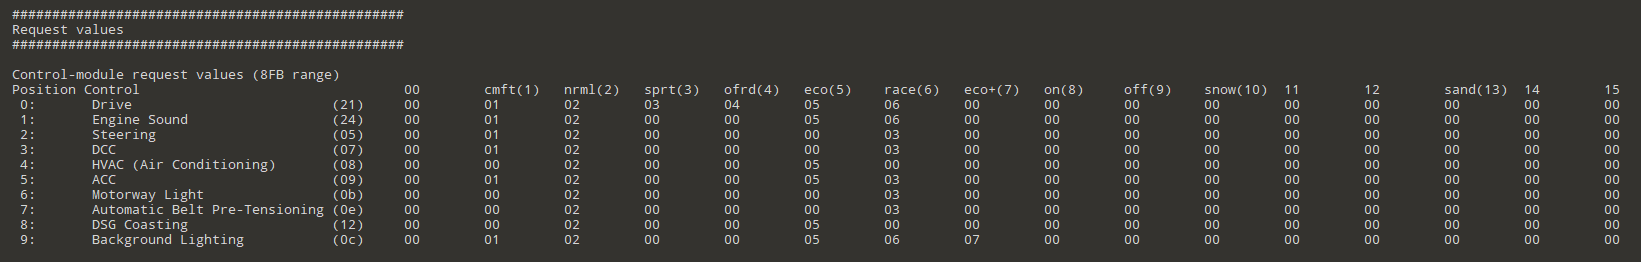 #################################################
Request values
#################################################
Control-module request values (8FB range)
Position Control 00 cmft(1) nrml(2) sprt(3) ofrd(4) eco(5) race(6) eco+(7) on(8) off(9) snow(10) 11 12 sand(13) 14 15
0: Drive (21) 00 01 02 03 04 05 06 00 00 00 00 00 00 00 00 00
1: Engine Sound (24) 00 01 02 00 00 05 06 00 00 00 00 00 00 00 00 00
2: Steering (05) 00 01 02 00 00 00 03 00 00 00 00 00 00 00 00 00
3: DCC (07) 00 01 02 00 00 00 03 00 00 00 00 00 00 00 00 00
4: HVAC (Air Conditioning) (08) 00 00 02 00 00 05 00 00 00 00 00 00 00 00 00 00
5: ACC (09) 00 01 02 00 00 05 03 00 00 00 00 00 00 00 00 00
6: Motorway Light (0b) 00 00 02 00 00 00 03 00 00 00 00 00 00 00 00 00
7: Automatic Belt Pre-Tensioning (0e) 00 00 02 00 00 00 03 00 00 00 00 00 00 00 00 00
8: DSG Coasting (12) 00 00 02 00 00 05 00 00 00 00 00 00 00 00 00 00
9: Background Lighting (0c) 00 01 02 00 00 05 06 07 00 00 00 00 00 00 00 00